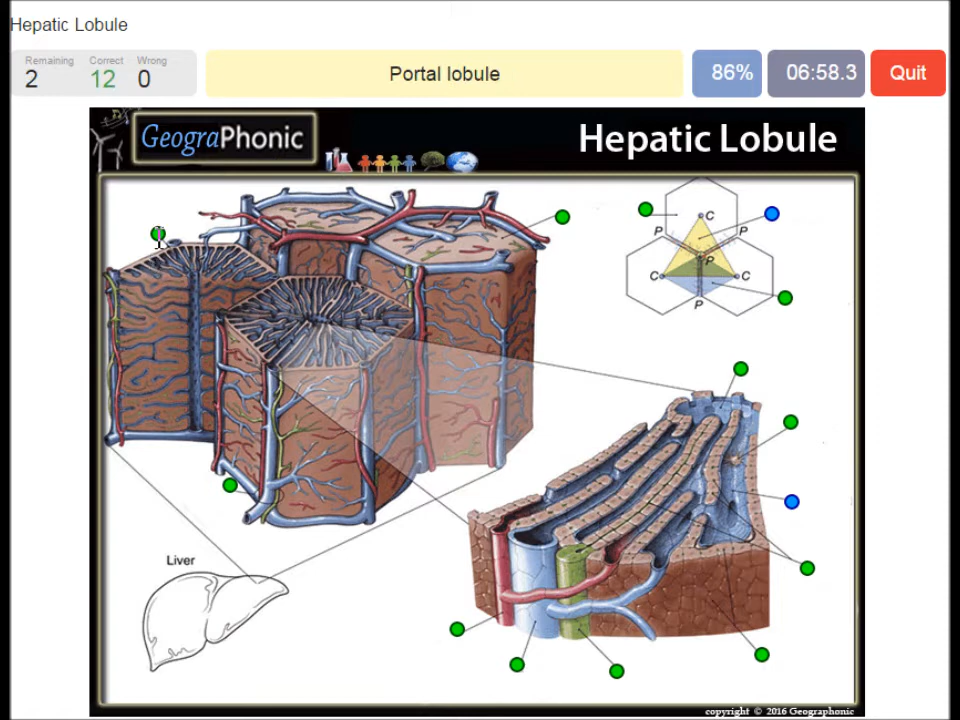 Hepatic Lobule
Remaining Correct Wrong
2 12 0
Portal lobule
86%
06:58.3
Quit
GeograPhonic
Hepatic Lobule
C
P P
P
C C
P
Liver
copyright © 2016 Geographonic